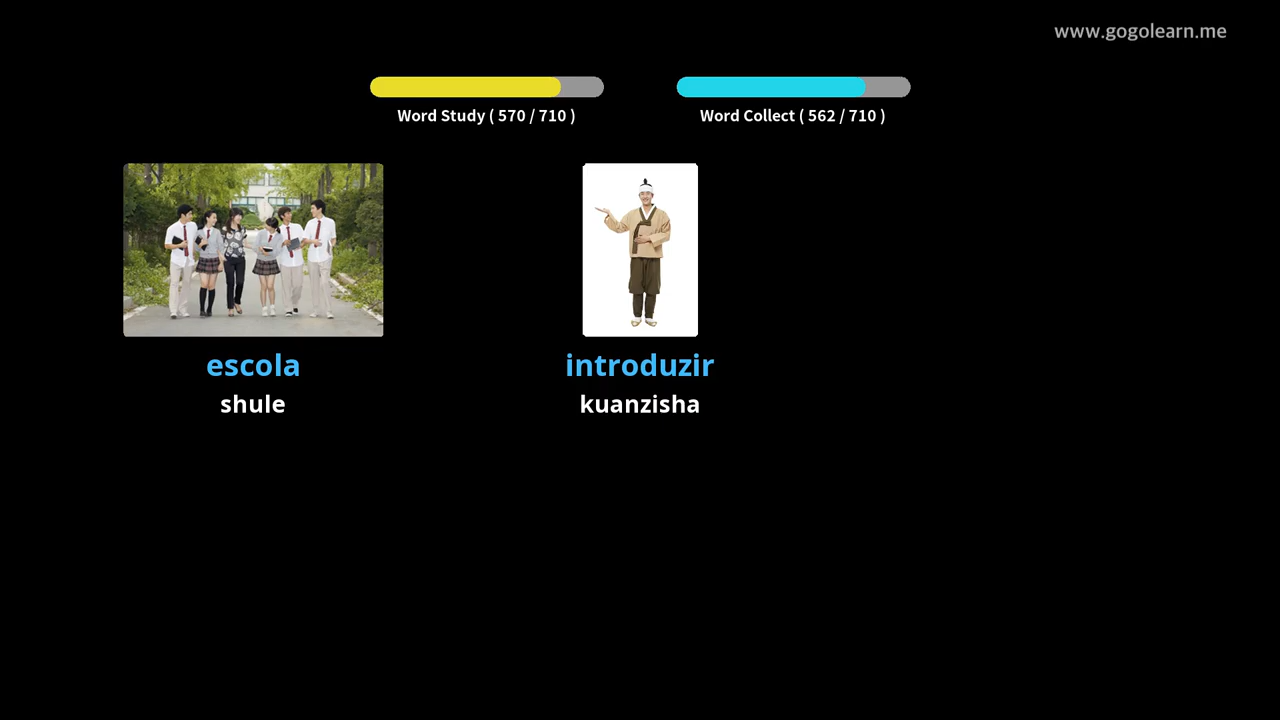 www.gogolearn.me
Word Study ( 570 / 710 )
Word Collect ( 562 / 710 )
escola
shule
introduzir
kuanzisha